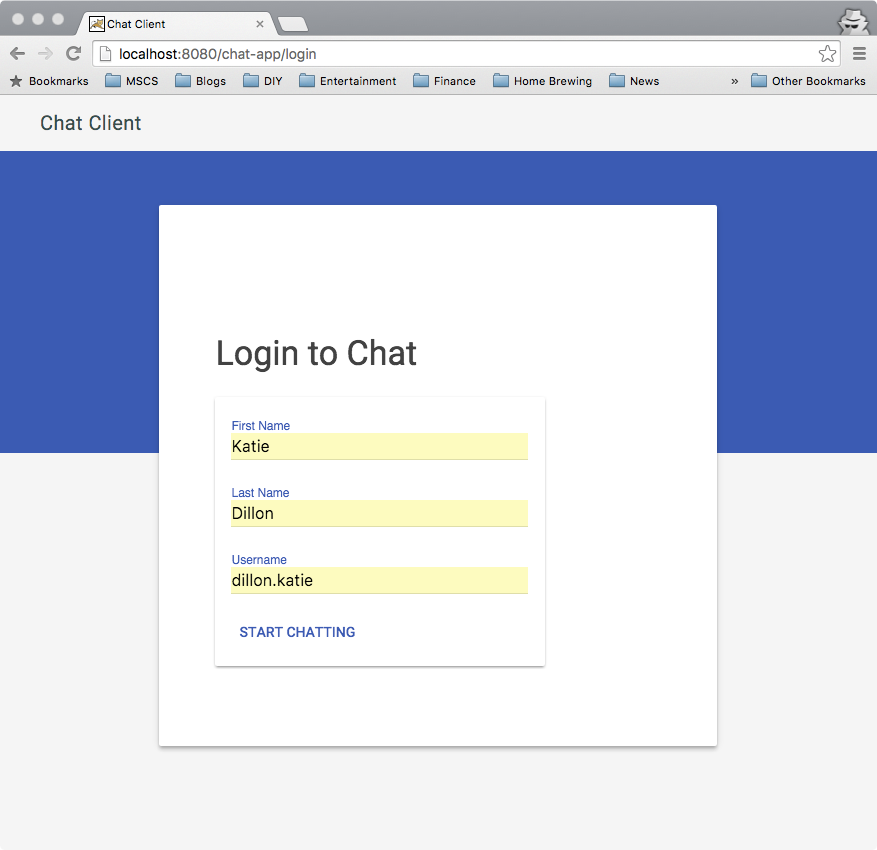 Chat Client
localhost:8080/chat-app/login
Bookmarks MSCS Blogs DIY Entertainment Finance Home Brewing News » Other Bookmarks
Chat Client
Login to Chat
First Name
Katie
Last Name
Dillon
Username
dillon.katie
START CHATTING